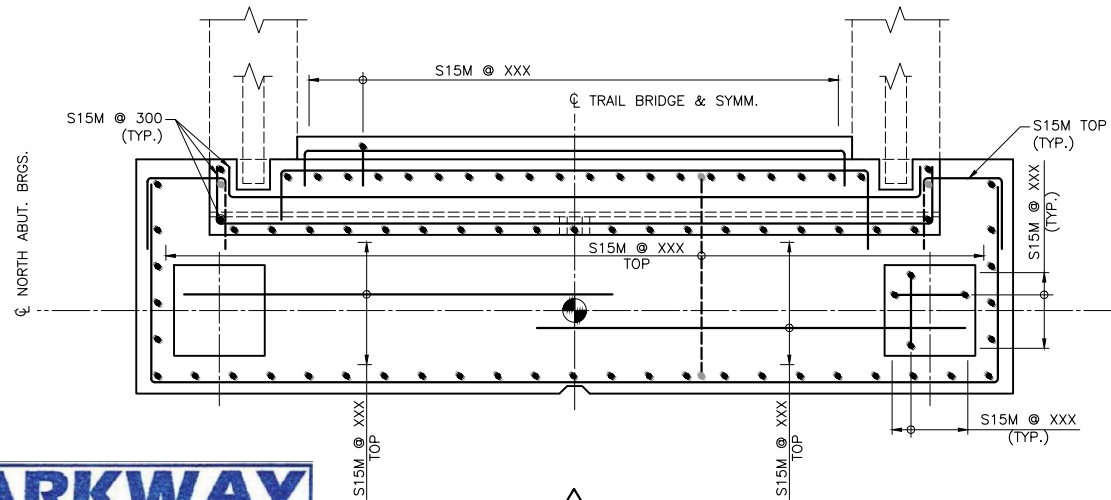 S15M @ XXX
℄ TRAIL BRIDGE & SYMM.
S15M @ 300
(TYP.)
S15M TOP
(TYP.)
℄ NORTH ABUT. BRGS.
S15M @ XXX
(TYP.)
S15M @ XXX
TOP
S15M @ XXX
TOP
S15M @ XXX
TOP
S15M @ XXX
(TYP.)
ARKWAY